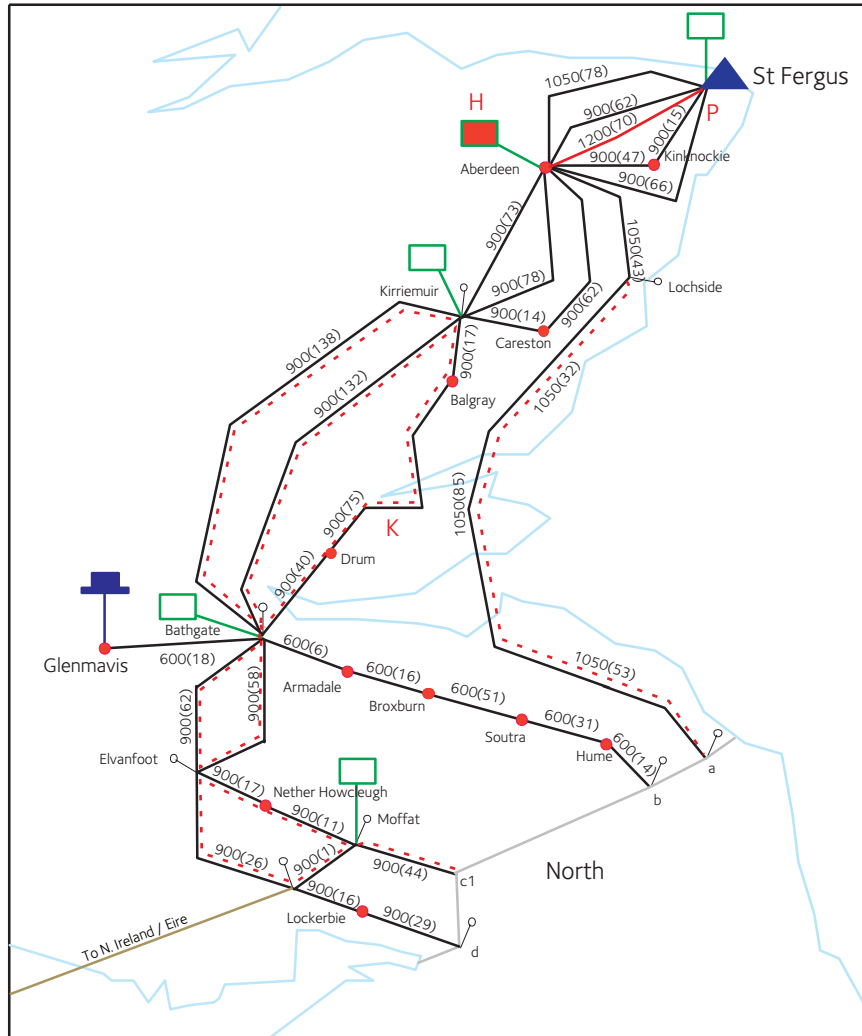 1050(78)
St Fergus
900(62)
H
1200(70)
P
900(15)
900(47)
Kinknockie
Aberdeen
900(66)
900(73)
1050(43)
Kirriemuir
900(78)
900(62)
Lochside
900(14)
Careston
900(138)
900(132)
900(17)
1050(32)
Balgray
1050(85)
900(75)
K
Drum
900(40)
Bathgate
Glenmavis
600(18)
600(6)
Armadale
600(16)
Broxburn
600(51)
Soutra
600(31)
Hume
600(14)
1050(53)
a
b
900(62)
900(58)
Elvanfoot
900(17)
Nether Howcleugh
900(11)
Moffat
900(26)
900(1)
900(44)
c1
North
900(16)
Lockerbie
900(29)
d
To N. Ireland / Eire